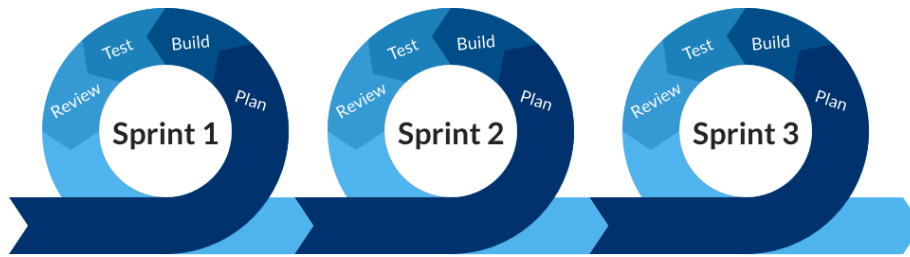 Test
Build
Review
Plan
Sprint 1
Test
Build
Review
Plan
Sprint 2
Test
Build
Review
Plan
Sprint 3